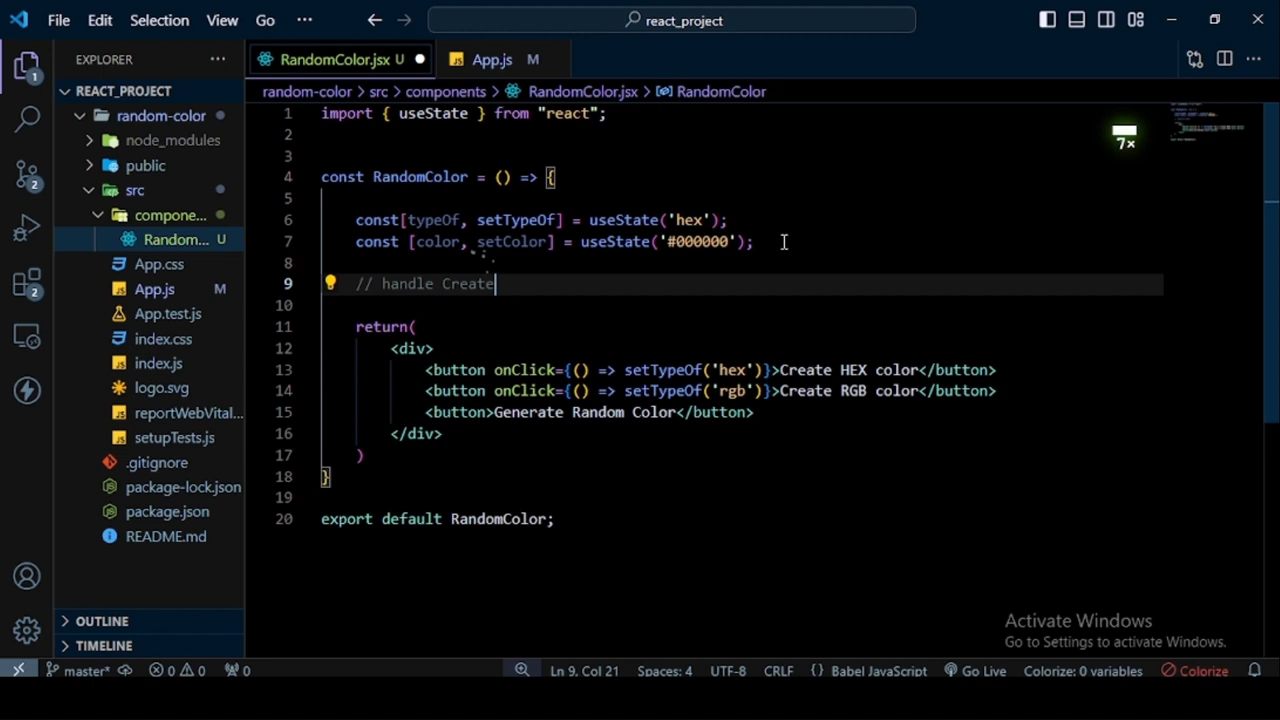 File Edit Selection View Go ··· react_project
EXPLORER ···
REACT_PROJECT
random-color
node_modules
public
src
compone...
Random... U
App.css
App.js M
App.test.js
index.css
index.js
logo.svg
reportWebVital...
setupTests.js
.gitignore
package-lock.json
package.json
README.md
OUTLINE
TIMELINE
1
2
2
RandomColor.jsx U
App.js M
random-color > src > components > RandomColor.jsx > RandomColor
1 import { useState } from "react";
2
3
4 const RandomColor = () => {
5
6 const[typeOf, setTypeOf] = useState('hex');
7 const [color, setColor] = useState('#000000');
8
9 // handle Create
10
11 return(
12 <div>
13 <button onClick={() => setTypeOf('hex')}>Create HEX color</button>
14 <button onClick={() => setTypeOf('rgb')}>Create RGB color</button>
15 <button>Generate Random Color</button>
16 </div>
17 )
18 }
19
20 export default RandomColor;
7×
Activate Windows
Go to Settings to activate Windows.
master* 0 0 0 Ln 9, Col 21 Spaces: 4 UTF-8 CRLF {} Babel JavaScript Go Live Colorize: 0 variables Colorize